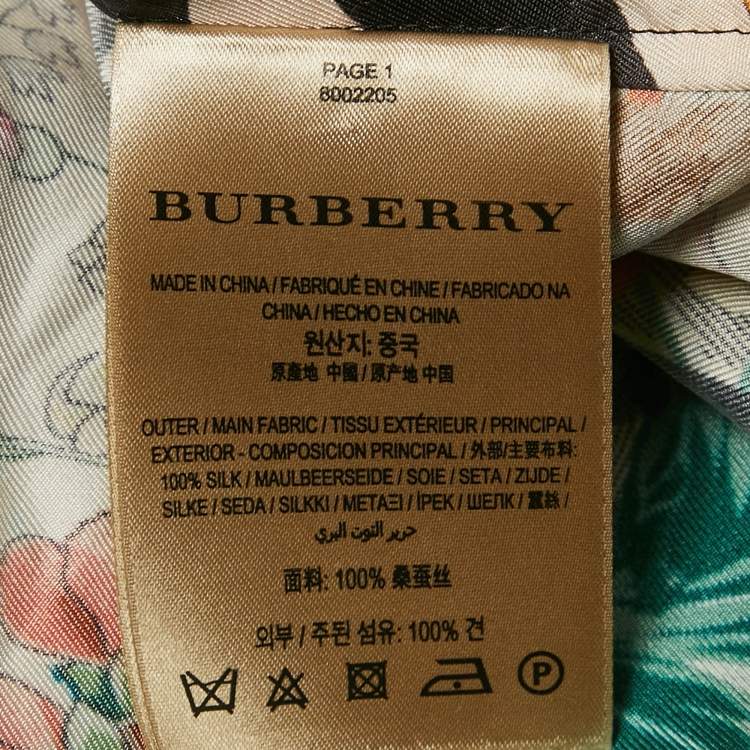 PAGE 1
8002205
BURBERRY
MADE IN CHINA / FABRIQUÉ EN CHINE / FABRICADO NA
CHINA / HECHO EN CHINA
원산지: 중국
原產地 中國 / 原产地 中国
OUTER / MAIN FABRIC / TISSU EXTÉRIEUR / PRINCIPAL /
EXTERIOR - COMPOSICION PRINCIPAL / 外部/主要布料:
100% SILK / MAULBEERSEIDE / SOIE / SETA / ZIJDE /
SILKE / SEDA / SILKKI / ΜΕΤΑΞΙ / İPEK / ШЕЛК / 蠶絲 /
حرير التوت البري
面料: 100% 桑蚕丝
외부 / 주된 섬유: 100% 견
P